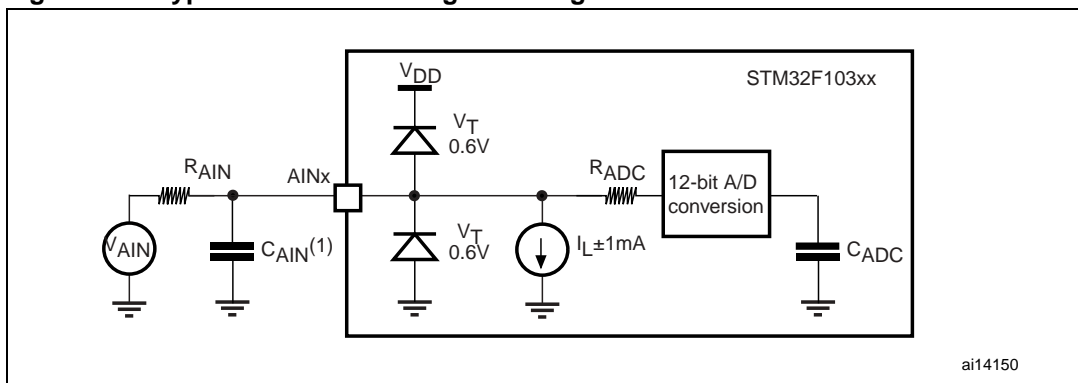 VDD
STM32F103xx
VT
0.6V
RAIN
AINx
RADC
12-bit A/D
conversion
VAIN
CAIN(1)
VT
0.6V
IL±1mA
CADC
ai14150